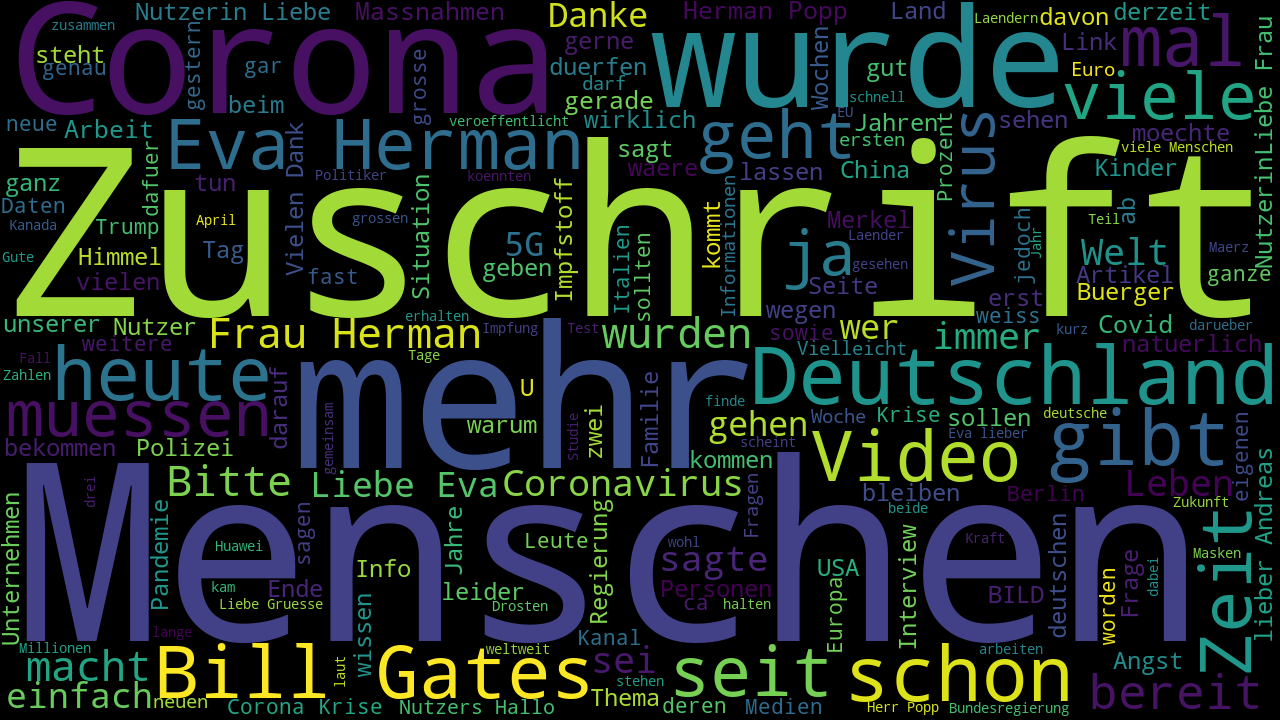 Corona
wurde
Zuschrift
mehr
Menschen
zusammen
Nutzerin Liebe
Massnahmen
Danke
Herman Popp
Land
Laendern
davon
derzeit
steht
genau
gestern
gar
grosse
gerne
duerfen
darf
Wochen
gut
schnell
Link
Euro
mal
viele
Liebe Frau
neue
Arbeit
beim
Eva Herman
veroeffentlicht
gerade
wirklich
geht
EU
Jahren
ersten
virus
sehen
moechte
viele Menschen
Nutzerin
ganz
Daten
Kanada
Gute
dafuer
tun
April
Trump
Himmel
vielen
Tag
Vielen Dank
Politiker
fast
grossen
Situation
koennten
5G
geben
Impfstoff
sagt
waere
Italien
sollten
kommt
Informationen
lassen
China
Prozent
ja
Merkel
Laender
gesehen
Seite
wegen
jedoch
Jahr
Teil
ab
Kinder
Welt
Artikel
Buerger
Maerz
ganze
erst
weiss
unserer
Nutzer
weitere
Frau Herman
erhalten
Impfung
Test
wurden
sowie
wer
Vielleicht
immer
kurz
Covid
darueber
natuerlich
Fall
Zahlen
heute
Tage
U
Deutschland
muessen
darauf
gemeinsam
warum
Studie
zwei
Familie
finde
gehen
scheint
Woche
Krise
sollen
deutsche
Eva lieber
gibt
eigenen
Andreas
bekommen
Polizei
kommen
Video
Bitte
Liebe Eva
Coronavirus
bleiben
Berlin
Leben
Zukunft
drei
Unternehmen
Pandemie
sagen
Huawei
Jahre
Leute
Regierung
Fragen
wohl
beide
Interview
Kraft
deutschen
Zeit
Masken
dabei
Frage
worden
lieber
Info
Ende
kam
Liebe Gruesse
leider
Drosten
sagte
Personen
ca
halten
USA
Europa
BILD
lange
Millionen
wissen
Kanal
weltweit
arbeiten
Angst
macht
Bill Gates
laut
sei
stehen
seit
schon
bereit
einfach
neuen
Corona Krise
Nutzers Hallo
Thema
deren
Medien
Herr Popp
Bundesregierung